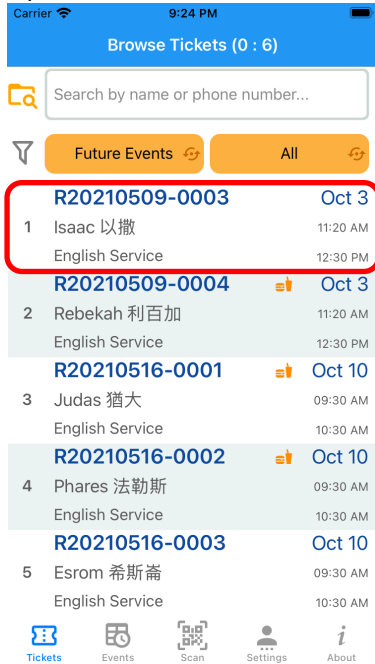 Carrier 9:24 PM
Browse Tickets (0 : 6)
Search by name or phone number...
Future Events All
R20210509-0003 Oct 3
1 Isaac 以撒 11:20 AM
English Service 12:30 PM
R20210509-0004 Oct 3
2 Rebekah 利百加 11:20 AM
English Service 12:30 PM
R20210516-0001 Oct 10
3 Judas 猶大 09:30 AM
English Service 10:30 AM
R20210516-0002 Oct 10
4 Phares 法勒斯 09:30 AM
English Service 10:30 AM
R20210516-0003 Oct 10
5 Esrom 希斯崙 09:30 AM
English Service 10:30 AM
Tickets Events Scan Settings About